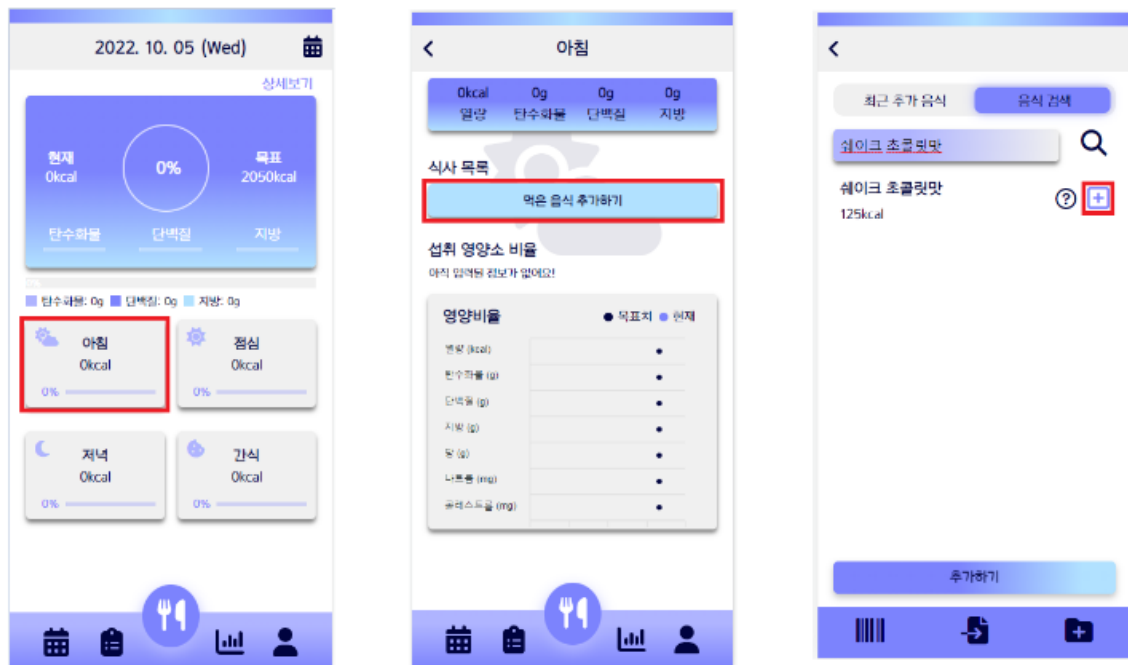 2022. 10. 05 (Wed)
상세보기
현재
0kcal
0%
목표
2050kcal
탄수화물 단백질 지방
0%
탄수화물: 0g 단백질: 0g 지방: 0g
아침
0kcal
0%
점심
0kcal
0%
저녁
0kcal
0%
간식
0kcal
0%
아침
0kcal 0g 0g 0g
열량 탄수화물 단백질 지방
식사 목록
먹은 음식 추가하기
섭취 영양소 비율
아직 입력된 정보가 없어요!
영양비율
목표치 현재
열량 (kcal)
탄수화물 (g)
단백질 (g)
지방 (g)
당 (g)
나트륨 (mg)
콜레스트롤 (mg)
최근 추가 음식 음식 검색
쉐이크 초콜릿맛
쉐이크 초콜릿맛
125kcal
추가하기